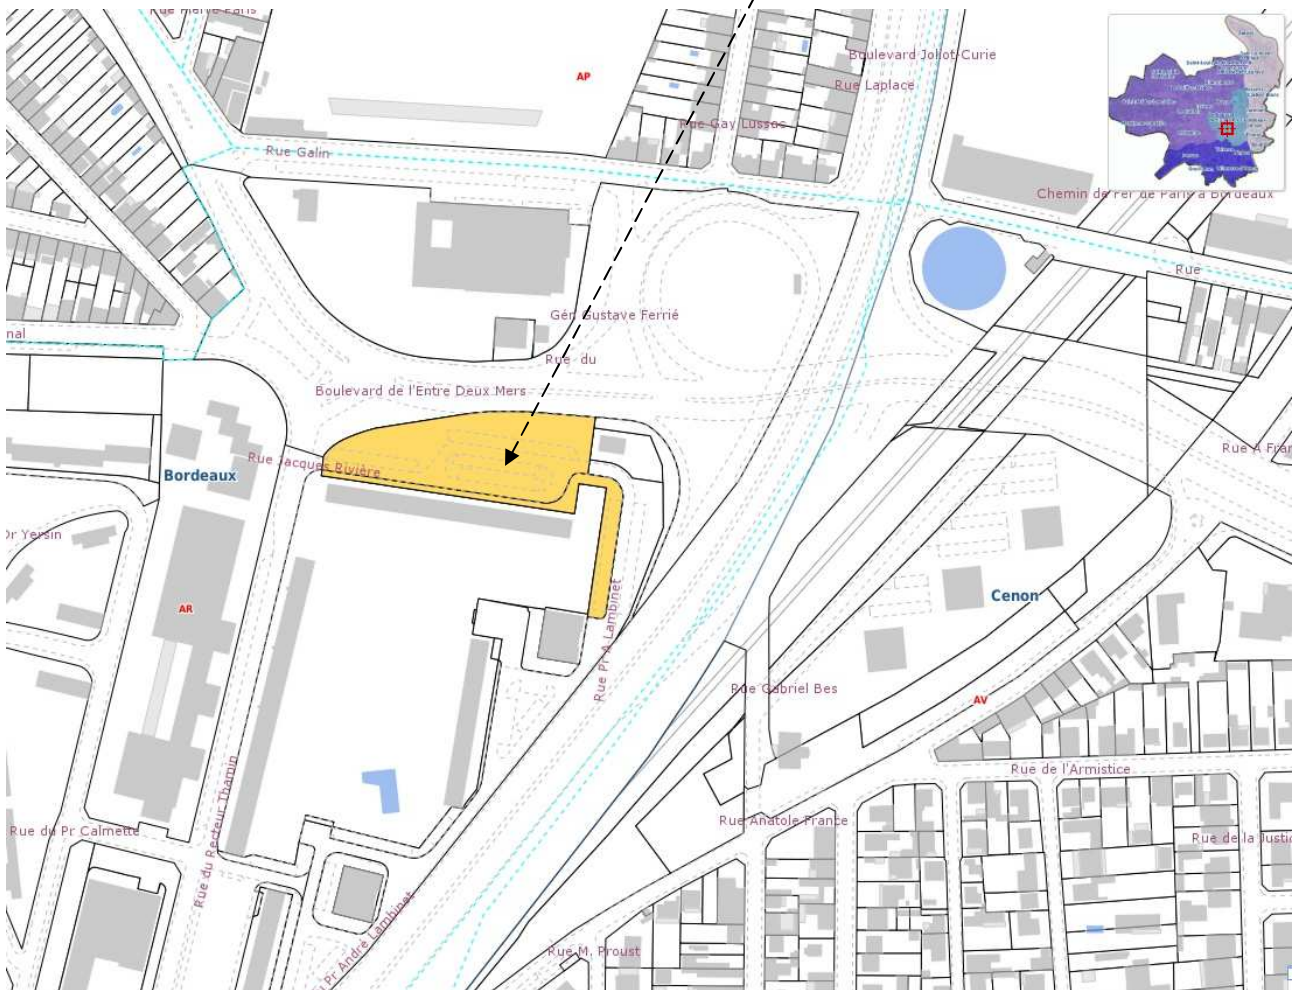 Rue Pierre Paris
AP
Boulevard Joliot-Curie
Rue Laplace
Rue Gay Lussac
Rue Galin
Chemin de Fer de Paris à Bordeaux
Rue
nal
Gén Gustave Ferrié
Rue du
Boulevard de l'Entre Deux Mers
Rue A Fran
Rue Jacques Rivière
Bordeaux
Dr Yersin
AR
Cenon
Rue Pr A Lambinet
Rue Gabriel Bes
AV
Rue de l'Armistice
Rue du Recteur Thamin
Rue du Pr Calmette
Rue Anatole France
Rue de la Justic
Pr André Lambinet
Rue M. Proust